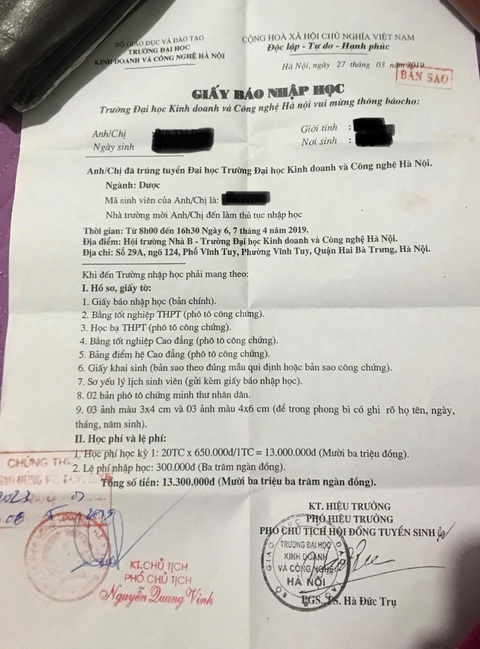 BỘ GIÁO DỤC VÀ ĐÀO TẠO
TRƯỜNG ĐẠI HỌC
KINH DOANH VÀ CÔNG NGHỆ HÀ NỘI
CỘNG HOÀ XÃ HỘI CHỦ NGHĨA VIỆT NAM
Độc lập - Tự do - Hạnh phúc
Hà Nội, ngày 27 tháng 03 năm 2019
BẢN SAO
GIẤY BÁO NHẬP HỌC
Trường Đại học Kinh doanh và Công nghệ Hà nội vui mừng thông báocho:
Anh/Chị
Giới tính :
Ngày sinh
Nơi sinh :
Anh/Chị đã trúng tuyển Đại học Trường Đại học Kinh doanh và Công nghệ Hà Nội.
Ngành: Dược
Mã sinh viên của Anh/Chị là:
Nhà trường mời Anh/Chị đến làm thủ tục nhập học
Thời gian: Từ 8h00 đến 16h30 Ngày 6, 7 tháng 4 năm 2019.
Địa điểm: Hội trường Nhà B - Trường Đại học Kinh doanh và Công nghệ Hà Nội.
Địa chỉ: Số 29A, ngõ 124, Phố Vĩnh Tuy, Phường Vĩnh Tuy, Quận Hai Bà Trưng, Hà Nội.
Khi đến Trường nhập học phải mang theo:
I. Hồ sơ, giấy tờ:
1. Giấy báo nhập học (bản chính).
2. Bằng tốt nghiệp THPT (phô tô công chứng).
3. Học bạ THPT (phô tô công chứng).
4. Bằng tốt nghiệp Cao đẳng (phô tô công chứng).
5. Bảng điểm hệ Cao đẳng (phô tô công chứng).
6. Giấy khai sinh (bản sao theo đúng mẫu qui định hoặc bản sao công chứng).
7. Sơ yếu lý lịch sinh viên (gửi kèm giấy báo nhập học).
8. 02 bản phô tô chứng minh thư nhân dân.
9. 03 ảnh màu 3x4 cm và 03 ảnh màu 4x6 cm (để trong phong bì có ghi rõ họ tên, ngày,
tháng, năm sinh).
II. Học phí và lệ phí:
1. Học phí học kỳ 1: 20TC x 650.000đ/1TC = 13.000.000đ (Mười ba triệu đồng).
2. Lệ phí nhập học: 300.000đ (Ba trăm ngàn đồng).
Tổng số tiền: 13.300.000đ (Mười ba triệu ba trăm ngàn đồng).
CHỨNG TH
KT. HIỆU TRƯỞNG
PHÓ HIỆU TRƯỞNG
PHÓ CHỦ TỊCH HỘI ĐỒNG TUYỂN SINH
TRƯỜNG ĐẠI HỌC
KINH DOANH
VÀ CÔNG NGHỆ
HÀ NỘI
PGS.,TS. Hà Đức Trụ
KT.CHỦ TỊCH
PHÓ CHỦ TỊCH
Nguyễn Quang Vinh